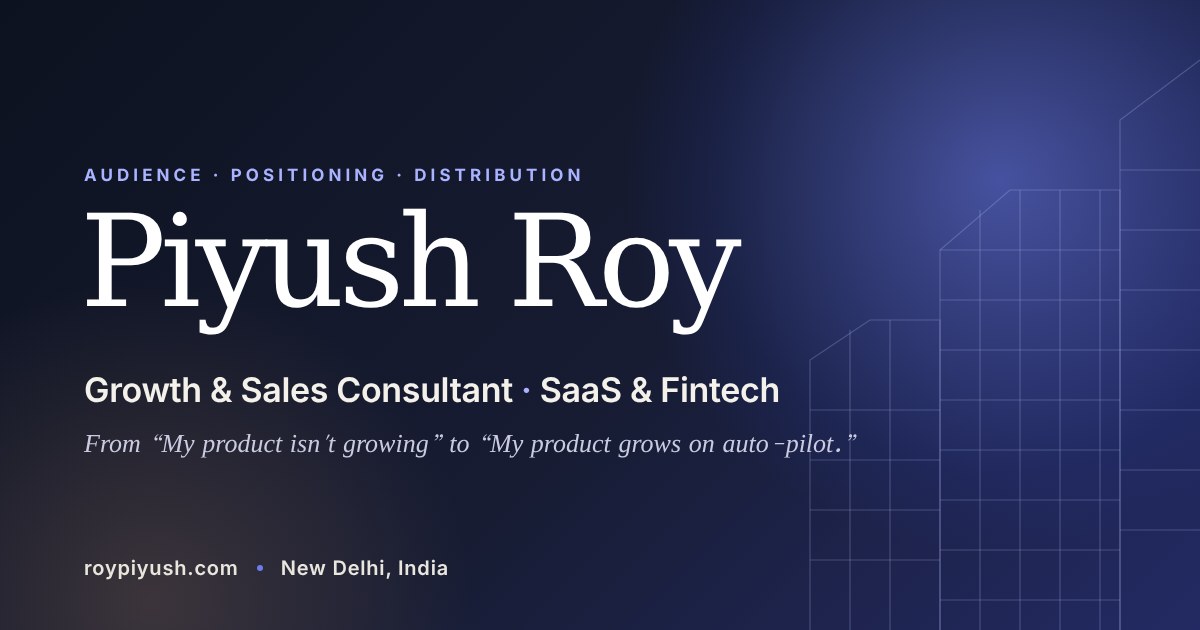 AUDIENCE · POSITIONING · DISTRIBUTION
Piyush Roy
Growth & Sales Consultant · SaaS & Fintech
From “My product isn't growing” to “My product grows on auto-pilot.”
roypiyush.com • New Delhi, India